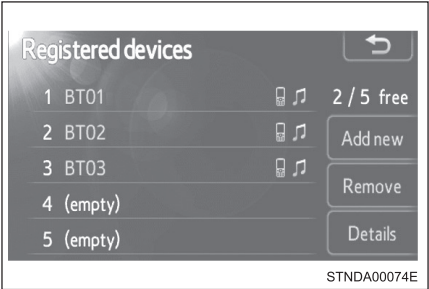 Registered devices
1 BT01
2 / 5 free
2 BT02
Add new
3 BT03
Remove
4 (empty)
5 (empty)
Details
STNDA00074E